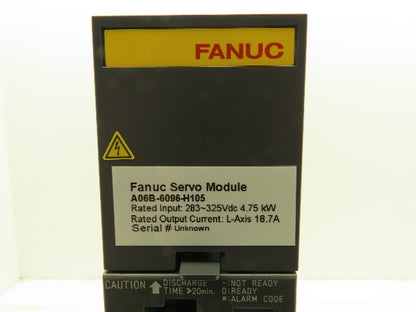 FANUC
Fanuc Servo Module
A06B-6096-H105
Rated Input: 283~325Vdc 4.75 kW
Rated Output Current: L-Axis 18.7A
Serial # Unknown
CAUTION DISCHARGE TIME >20min.
-:NOT READY
0:READY
#:ALARM CODE